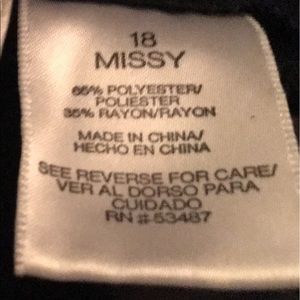 18
MISSY
65% POLYESTER/
POLIÉSTER
35% RAYON/RAYON
MADE IN CHINA/
HECHO EN CHINA
SEE REVERSE FOR CARE/
VER AL DORSO PARA
CUIDADO
RN #53487